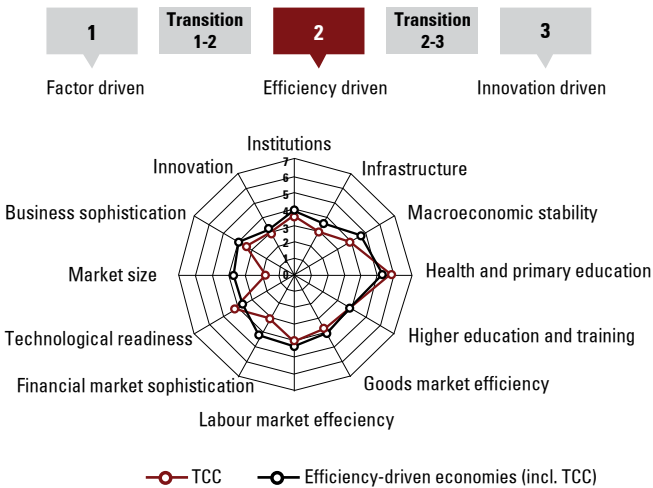 1
Transition
1-2
2
Transition
2-3
3
Factor driven
Efficiency driven
Innovation driven
Institutions
Innovation
Infrastructure
Business sophistication
Macroeconomic stability
Market size
Health and primary education
Technological readiness
Higher education and training
Financial market sophistication
Goods market efficiency
Labour market effeciency
7
6
5
4
3
2
1
0
TCC
Efficiency-driven economies (incl. TCC)